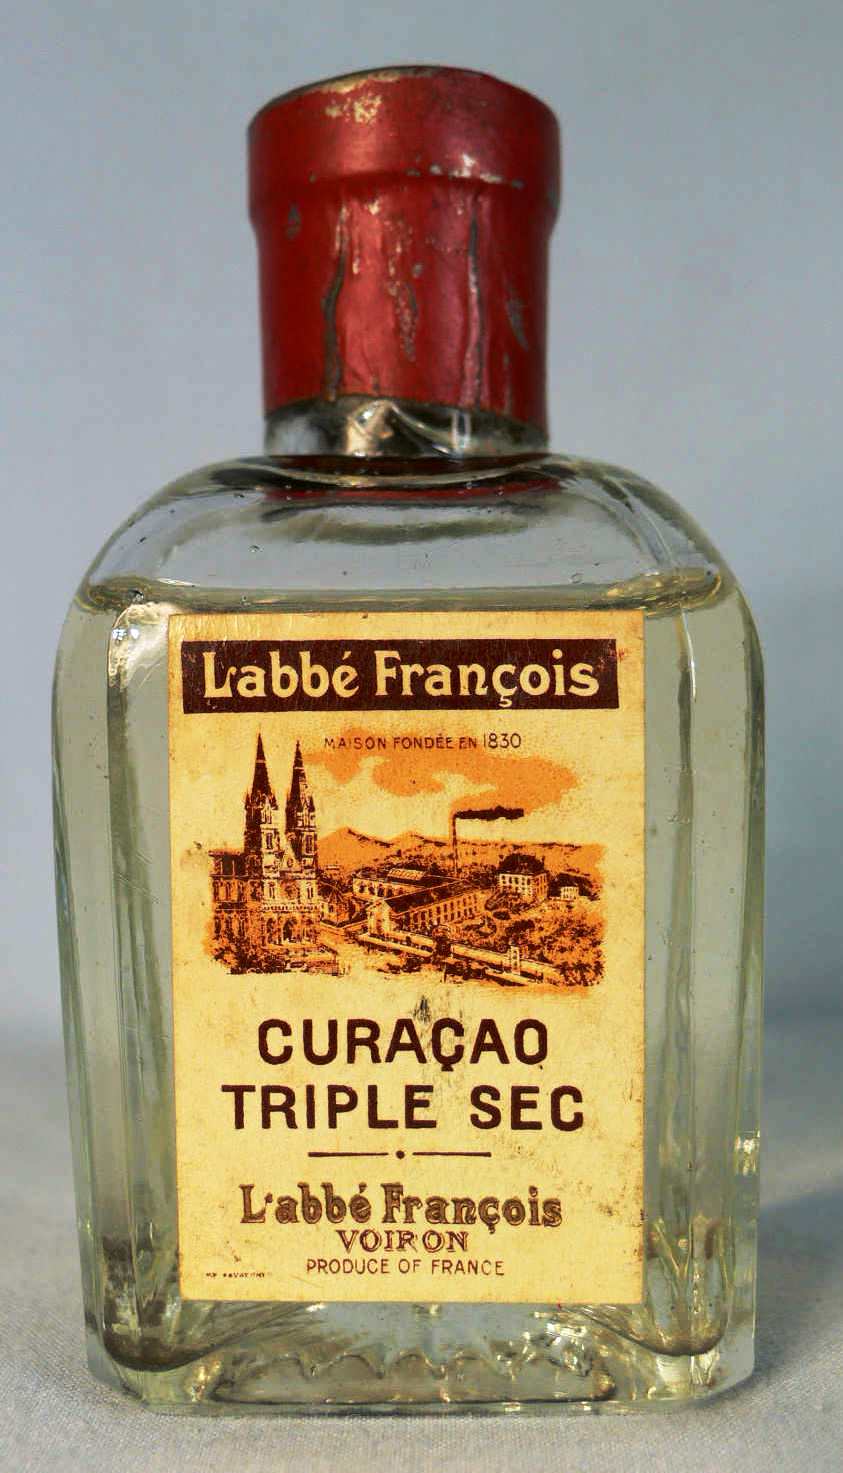 L'abbé François
MAISON FONDÉE EN 1830
CURAÇAO
TRIPLE SEC
L'abbé François
VOIRON
PRODUCE OF FRANCE